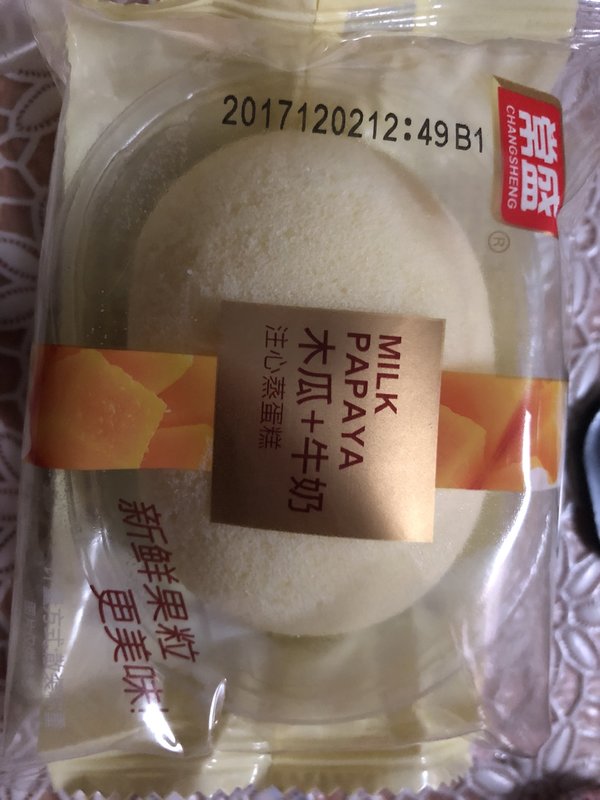 2017120212:49B1
常盛
CHANGSHENG
®
MILK
PAPAYA
木瓜+牛奶
注心蒸蛋糕
新鲜果粒
更美味!